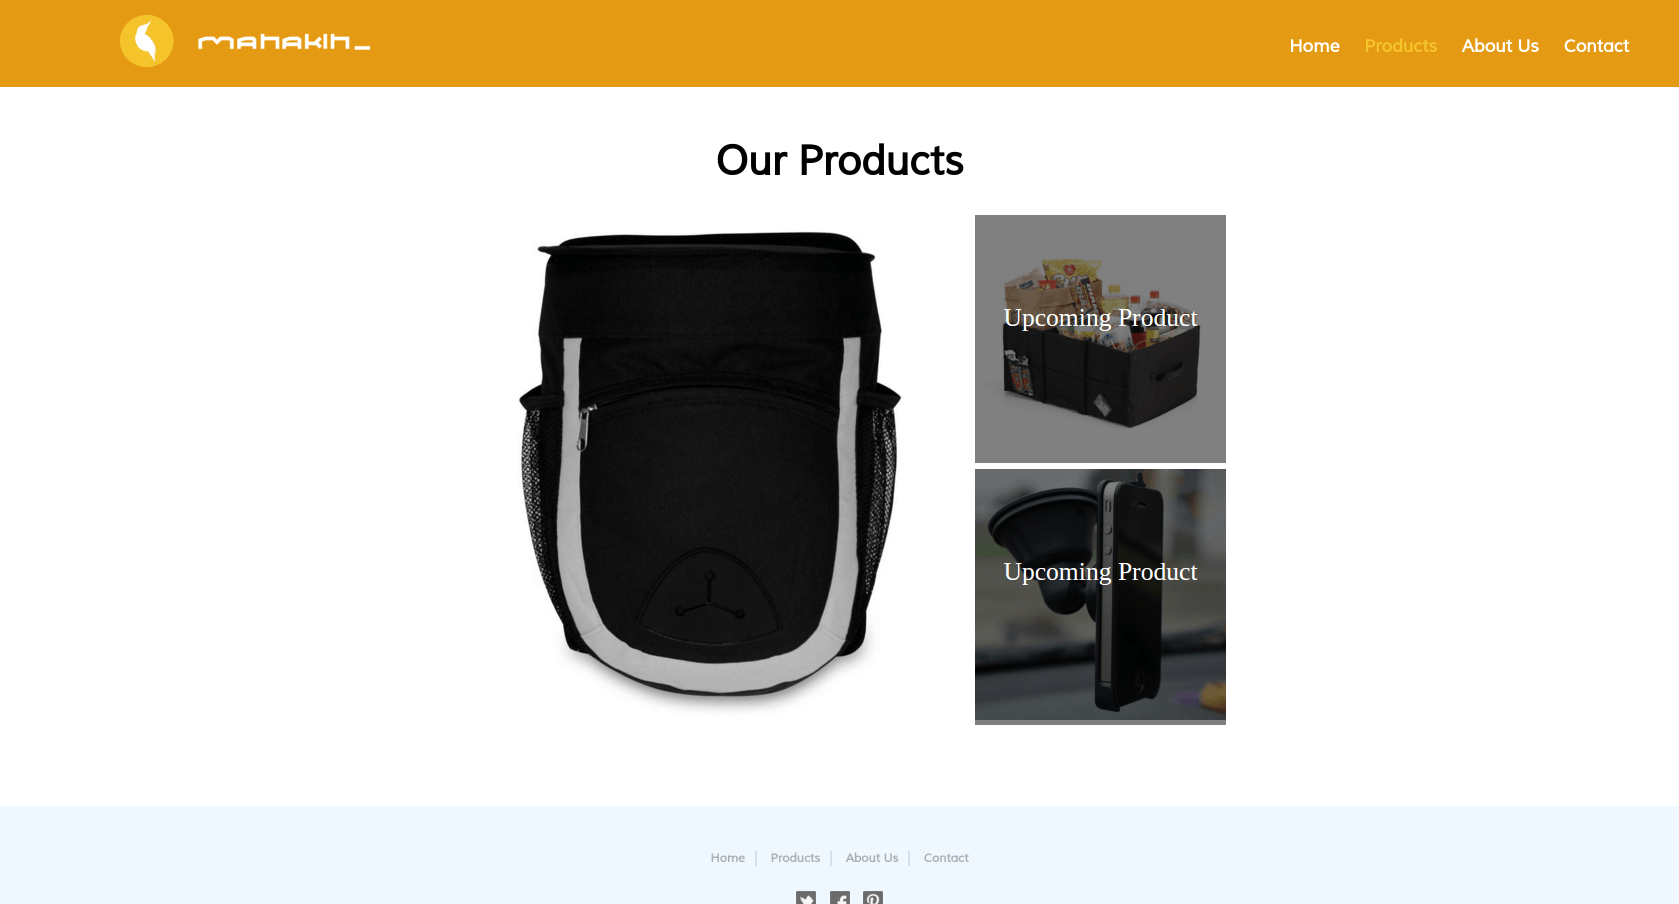 mahakin_
Home Products About Us Contact
Our Products
Upcoming Product
Upcoming Product
Home Products About Us Contact